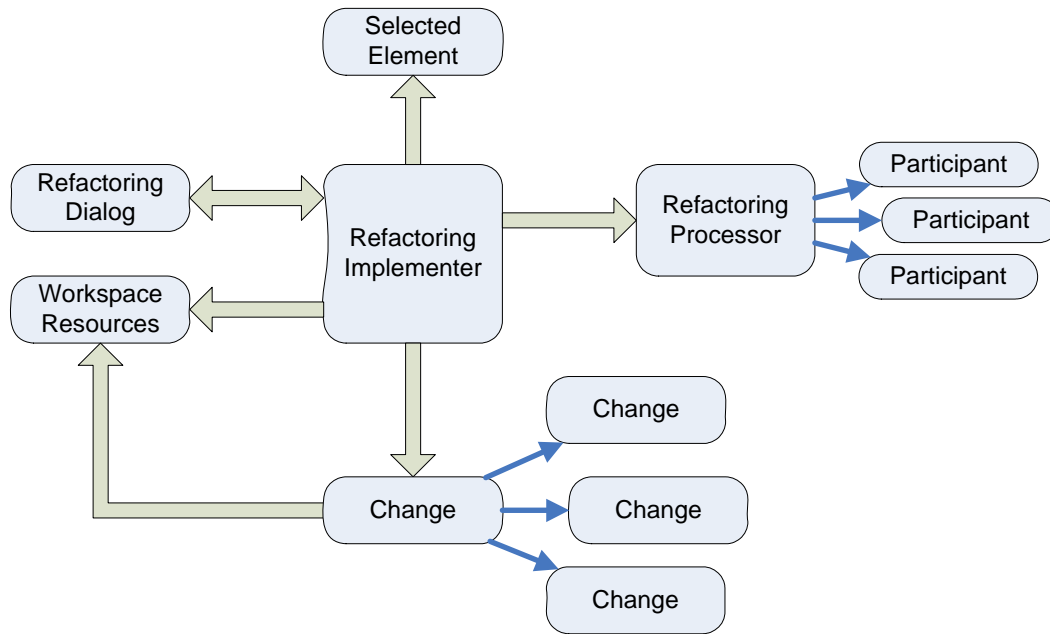 Selected
Element
Refactoring
Dialog
Refactoring
Implementer
Refactoring
Processor
Participant
Participant
Participant
Workspace
Resources
Change
Change
Change
Change